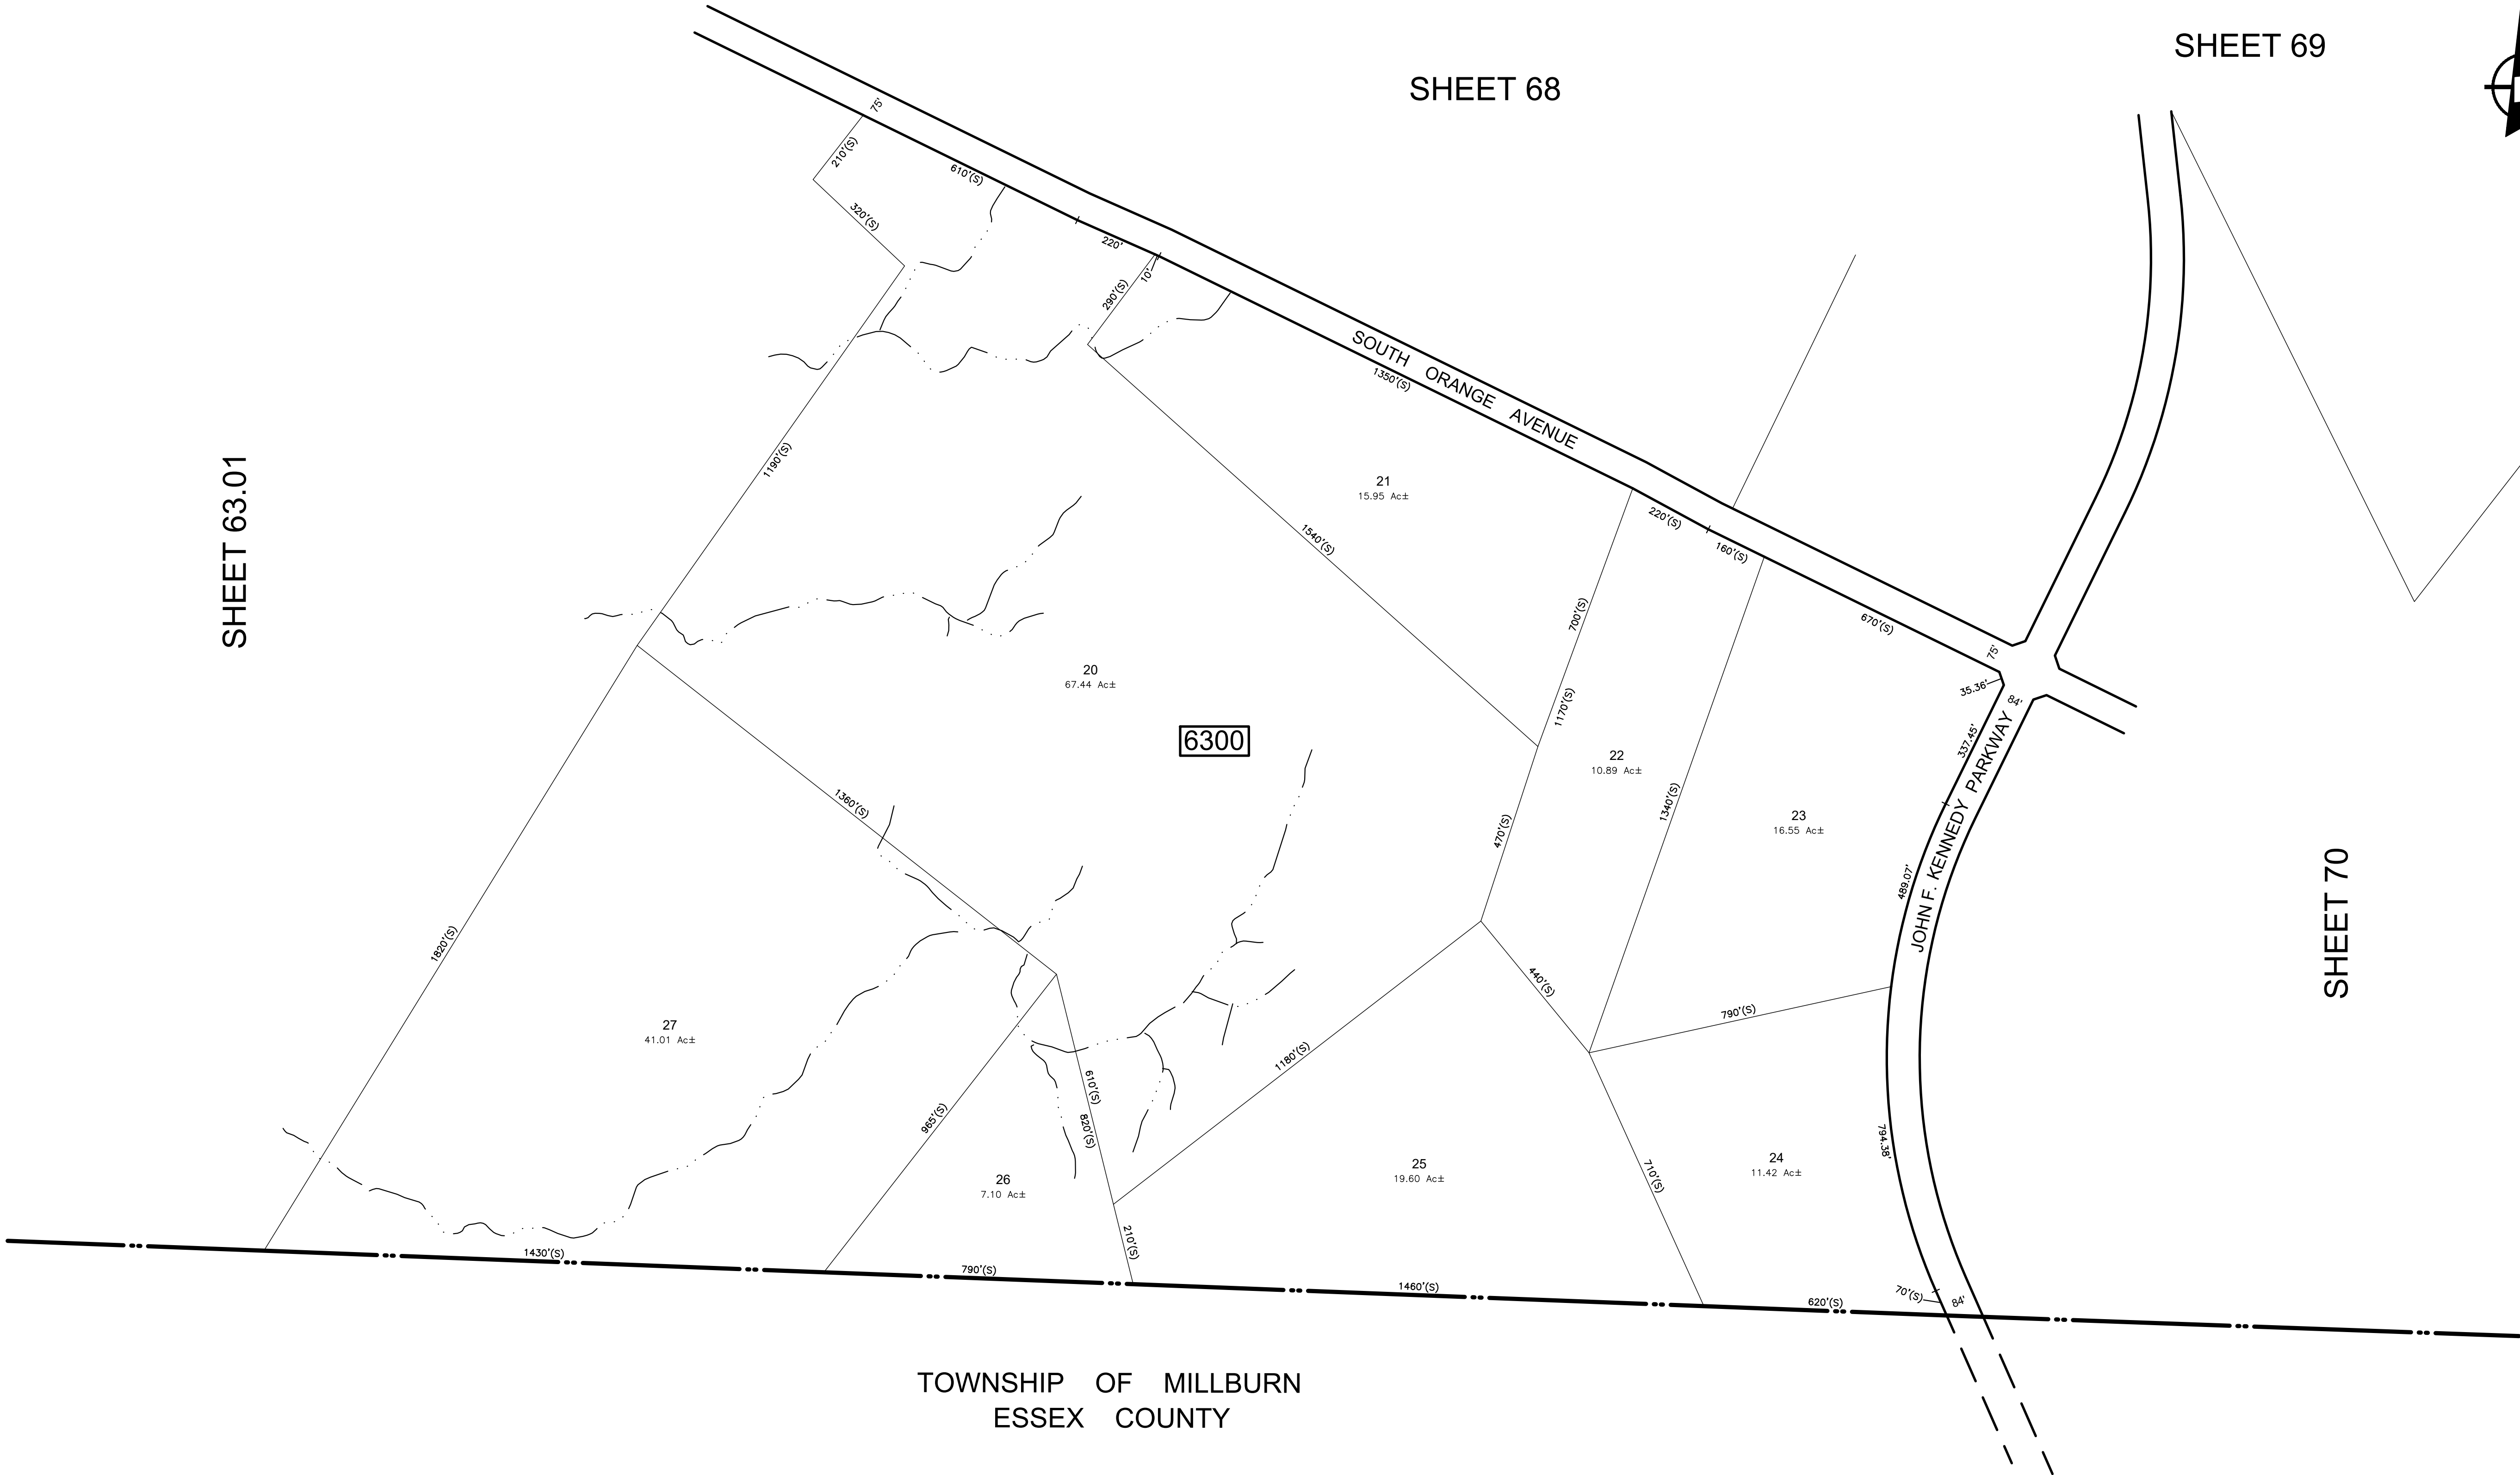 SHEET 69
SHEET 68
75'
210'(S)
610'(S)
320'(S)
220'
10'
290'(S)
SOUTH ORANGE AVENUE
1350'(S)
1190'(S)
SHEET 63.01
21
15.95 Ac±
1540'(S)
220'(S)
160'(S)
700'(S)
670'(S)
75'
35.36'
84'
20
67.44 Ac±
1170'(S)
6300
337.45'
22
10.89 Ac±
1360'(S)
1340'(S)
470'(S)
23
16.55 Ac±
JOHN F. KENNEDY PARKWAY
489.07'
SHEET 70
1820'(S)
440'(S)
790'(S)
27
41.01 Ac±
1180'(S)
610'(S)
965'(S)
820'(S)
794.38'
26
7.10 Ac±
25
19.60 Ac±
710'(S)
24
11.42 Ac±
210'(S)
1430'(S)
790'(S)
1460'(S)
620'(S)
70'(S)
84'
TOWNSHIP OF MILLBURN
ESSEX COUNTY